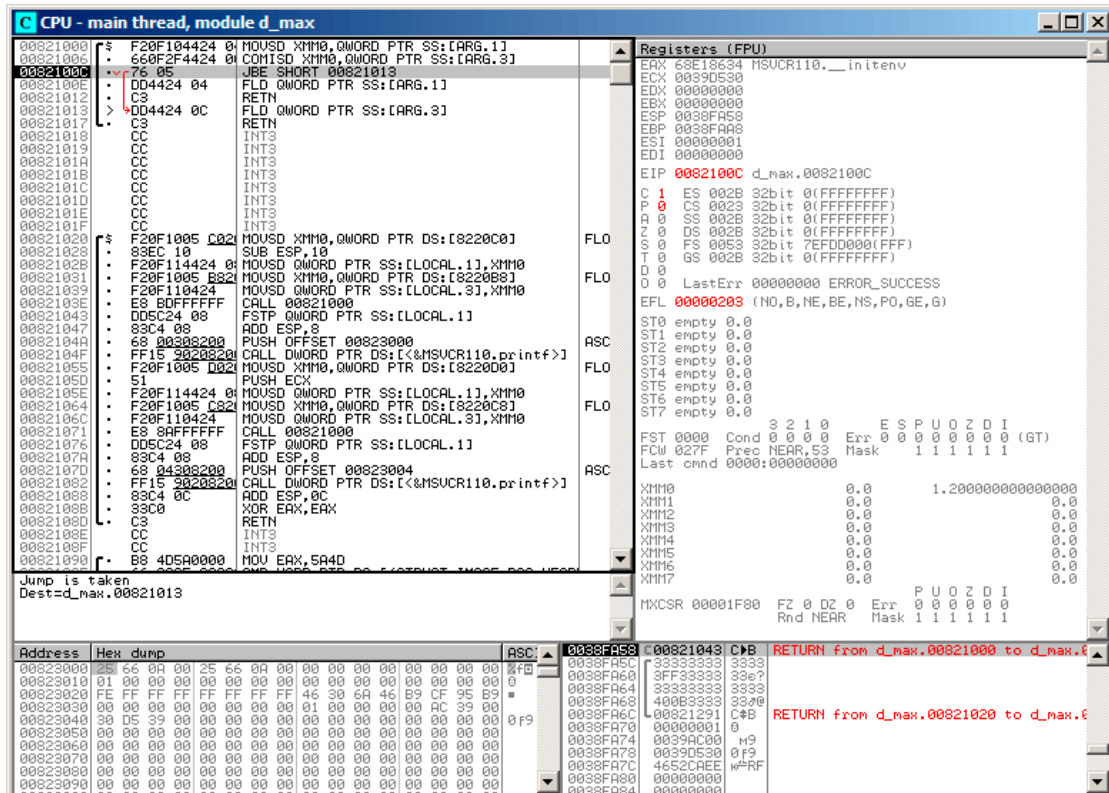 CPU - main thread, module d_max
00821000 $ F20F104424 0 MOVSD XMM0,QWORD PTR SS:[ARG.1]
00821006 . 660F2F4424 0 COMISD XMM0,QWORD PTR SS:[ARG.3]
0082100C . 76 05 JBE SHORT 00821013
0082100E . DD4424 04 FLD QWORD PTR SS:[ARG.1]
00821012 . C3 RETN
00821013 > DD4424 0C FLD QWORD PTR SS:[ARG.3]
00821017 . C3 RETN
00821018 CC INT3
00821019 CC INT3
0082101A CC INT3
0082101B CC INT3
0082101C CC INT3
0082101D CC INT3
0082101E CC INT3
0082101F CC INT3
00821020 $ F20F1005 C02 MOVSD XMM0,QWORD PTR DS:[8220C0] FLO
00821028 . 83EC 10 SUB ESP,10
0082102B . F20F114424 0 MOVSD QWORD PTR SS:[LOCAL.1],XMM0
00821031 . F20F1005 B82 MOVSD XMM0,QWORD PTR DS:[8220B8] FLO
00821039 . F20F110424 MOVSD QWORD PTR SS:[LOCAL.3],XMM0
0082103E . E8 BDFFFFFF CALL 00821000
00821043 . DD5C24 08 FSTP QWORD PTR SS:[LOCAL.1]
00821047 . 83C4 08 ADD ESP,8
0082104A . 68 00308200 PUSH OFFSET 00823000 ASC
0082104F . FF15 90208200 CALL DWORD PTR DS:[<&MSVCR110.printf>]
00821055 . F20F1005 D02 MOVSD XMM0,QWORD PTR DS:[8220D0] FLO
0082105D . 51 PUSH ECX
0082105E . F20F114424 0 MOVSD QWORD PTR SS:[LOCAL.1],XMM0
00821064 . F20F1005 C82 MOVSD XMM0,QWORD PTR DS:[8220C8] FLO
0082106C . F20F110424 MOVSD QWORD PTR SS:[LOCAL.3],XMM0
00821071 . E8 8AFFFFFF CALL 00821000
00821076 . DD5C24 08 FSTP QWORD PTR SS:[LOCAL.1]
0082107A . 83C4 08 ADD ESP,8
0082107D . 68 04308200 PUSH OFFSET 00823004 ASC
00821082 . FF15 90208200 CALL DWORD PTR DS:[<&MSVCR110.printf>]
00821088 . 83C4 0C ADD ESP,0C
0082108B . 33C0 XOR EAX,EAX
0082108D . C3 RETN
0082108E CC INT3
0082108F CC INT3
00821090 . B8 4D5A0000 MOV EAX,5A4D
Jump is taken
Dest=d_max.00821013
Registers (FPU)
EAX 68E18634 MSVCR110.__initenv
ECX 0039D530
EDX 00000000
EBX 00000000
ESP 0038FA58
EBP 0038FAA8
ESI 00000001
EDI 00000000
EIP 0082100C d_max.0082100C
C 1 ES 002B 32bit 0(FFFFFFFF)
P 0 CS 0023 32bit 0(FFFFFFFF)
A 0 SS 002B 32bit 0(FFFFFFFF)
Z 0 DS 002B 32bit 0(FFFFFFFF)
S 0 FS 0053 32bit 7EFDD000(FFF)
T 0 GS 002B 32bit 0(FFFFFFFF)
D 0
O 0 LastErr 00000000 ERROR_SUCCESS
EFL 00000203 (NO,B,NE,BE,NS,PO,GE,G)
ST0 empty 0.0
ST1 empty 0.0
ST2 empty 0.0
ST3 empty 0.0
ST4 empty 0.0
ST5 empty 0.0
ST6 empty 0.0
ST7 empty 0.0
3 2 1 0 E S P U O Z D I
FST 0000 Cond 0 0 0 0 Err 0 0 0 0 0 0 0 0 (GT)
FCW 027F Prec NEAR,53 Mask 1 1 1 1 1 1
Last cmnd 0000:00000000
XMM0 0.0 1.200000000000000
XMM1 0.0 0.0
XMM2 0.0 0.0
XMM3 0.0 0.0
XMM4 0.0 0.0
XMM5 0.0 0.0
XMM6 0.0 0.0
XMM7 0.0 0.0
P U O Z D I
MXCSR 00001F80 FZ 0 DZ 0 Err 0 0 0 0 0 0
Rnd NEAR Mask 1 1 1 1 1 1
Address Hex dump ASC
00823000 25 66 0A 00 25 66 0A 00 00 00 00 00 00 00 00 00 %f
00823010 01 00 00 00 00 00 00 00 00 00 00 00 00 00 00 00
00823020 FE FF FF FF FF FF FF FF 46 30 6A 46 B9 CF 95 B9
00823030 00 00 00 00 00 00 00 00 01 00 00 00 00 AC 39 00
00823040 30 D5 39 00 00 00 00 00 00 00 00 00 00 00 00 00 0╒9
00823050 00 00 00 00 00 00 00 00 00 00 00 00 00 00 00 00
00823060 00 00 00 00 00 00 00 00 00 00 00 00 00 00 00 00
00823070 00 00 00 00 00 00 00 00 00 00 00 00 00 00 00 00
00823080 00 00 00 00 00 00 00 00 00 00 00 00 00 00 00 00
00823090 00 00 00 00 00 00 00 00 00 00 00 00 00 00 00 00
0038FA58 00821043 C►B RETURN from d_max.00821000 to d_max.0
0038FA5C 33333333 3333
0038FA60 3FF33333 33є?
0038FA64 33333333 3333
0038FA68 400B3333 33♂@
0038FA6C 00821291 C‡B RETURN from d_max.00821020 to d_max.0
0038FA70 00000001
0038FA74 0039AC00 м9
0038FA78 0039D530 0╒9
0038FA7C 4652CAEE RF
0038FA80 00000000
0038FA84 00000000